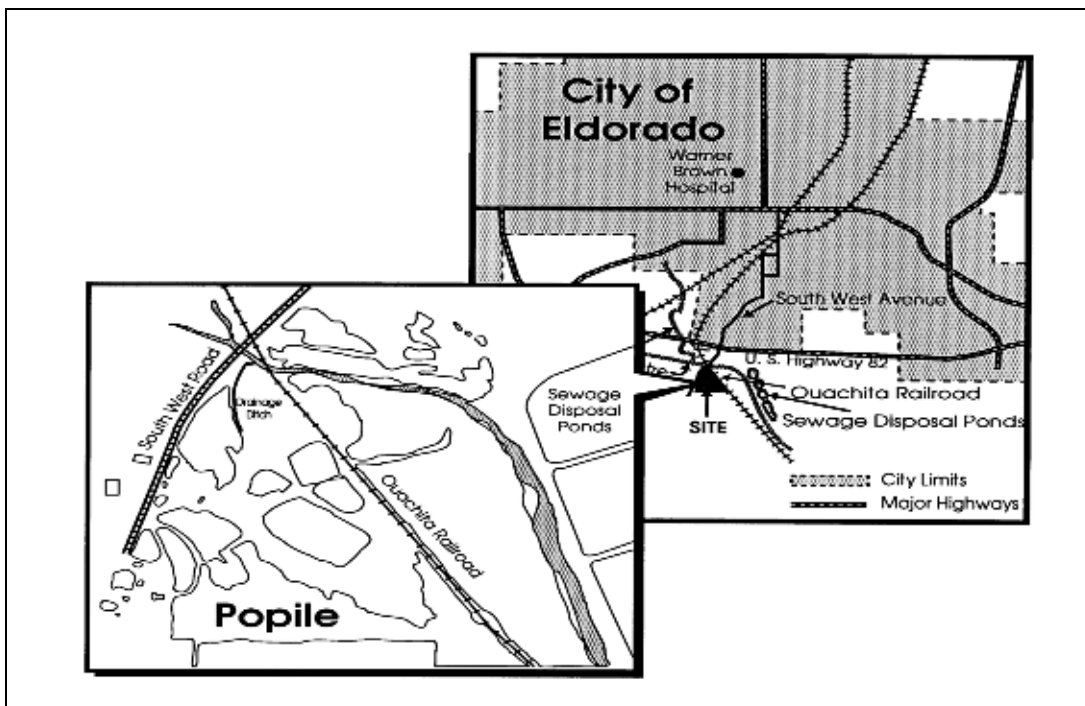 City of
Eldorado
Warner
Brown
Hospital
South West Avenue
U. S. Highway 82
Ouachita Railroad
Sewage Disposal Ponds
SITE
City Limits
Major Highways
South West Road
Drainage
Ditch
Sewage
Disposal
Ponds
Ouachita Railroad
Popile